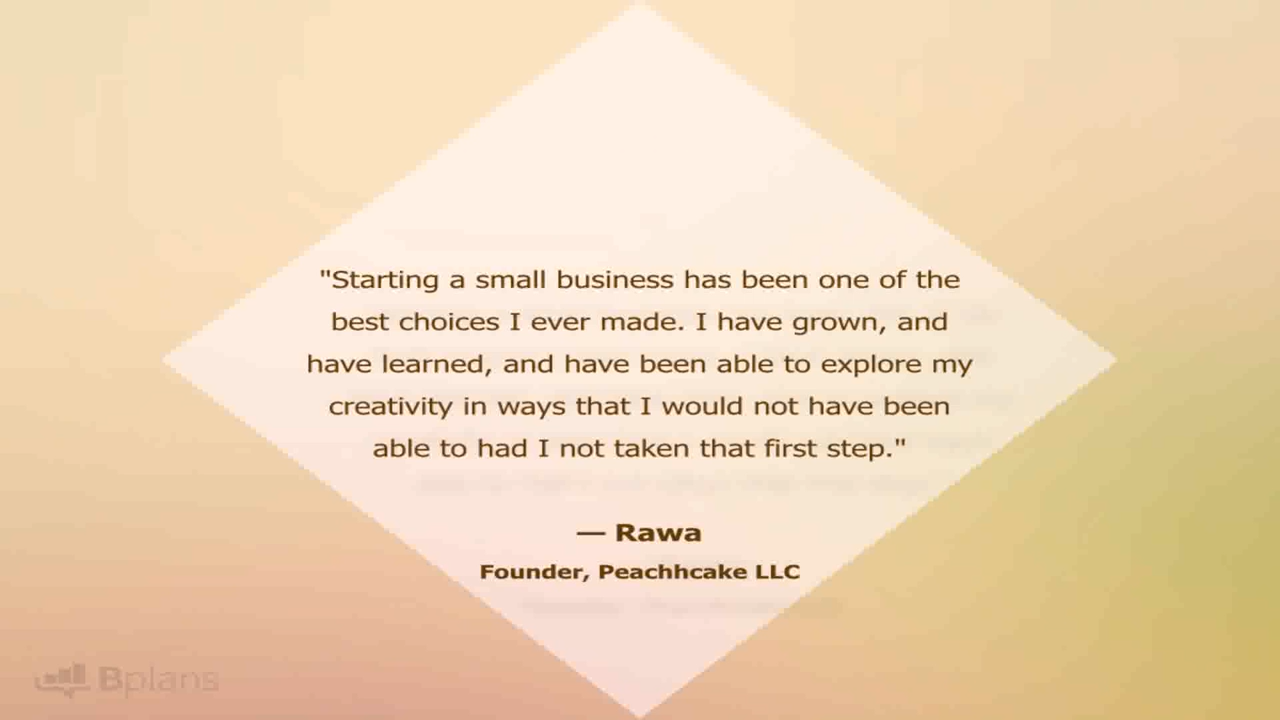 "Starting a small business has been one of the
best choices I ever made. I have grown, and
have learned, and have been able to explore my
creativity in ways that I would not have been
able to had I not taken that first step."
— Rawa
Founder, Peachhcake LLC
Bplans